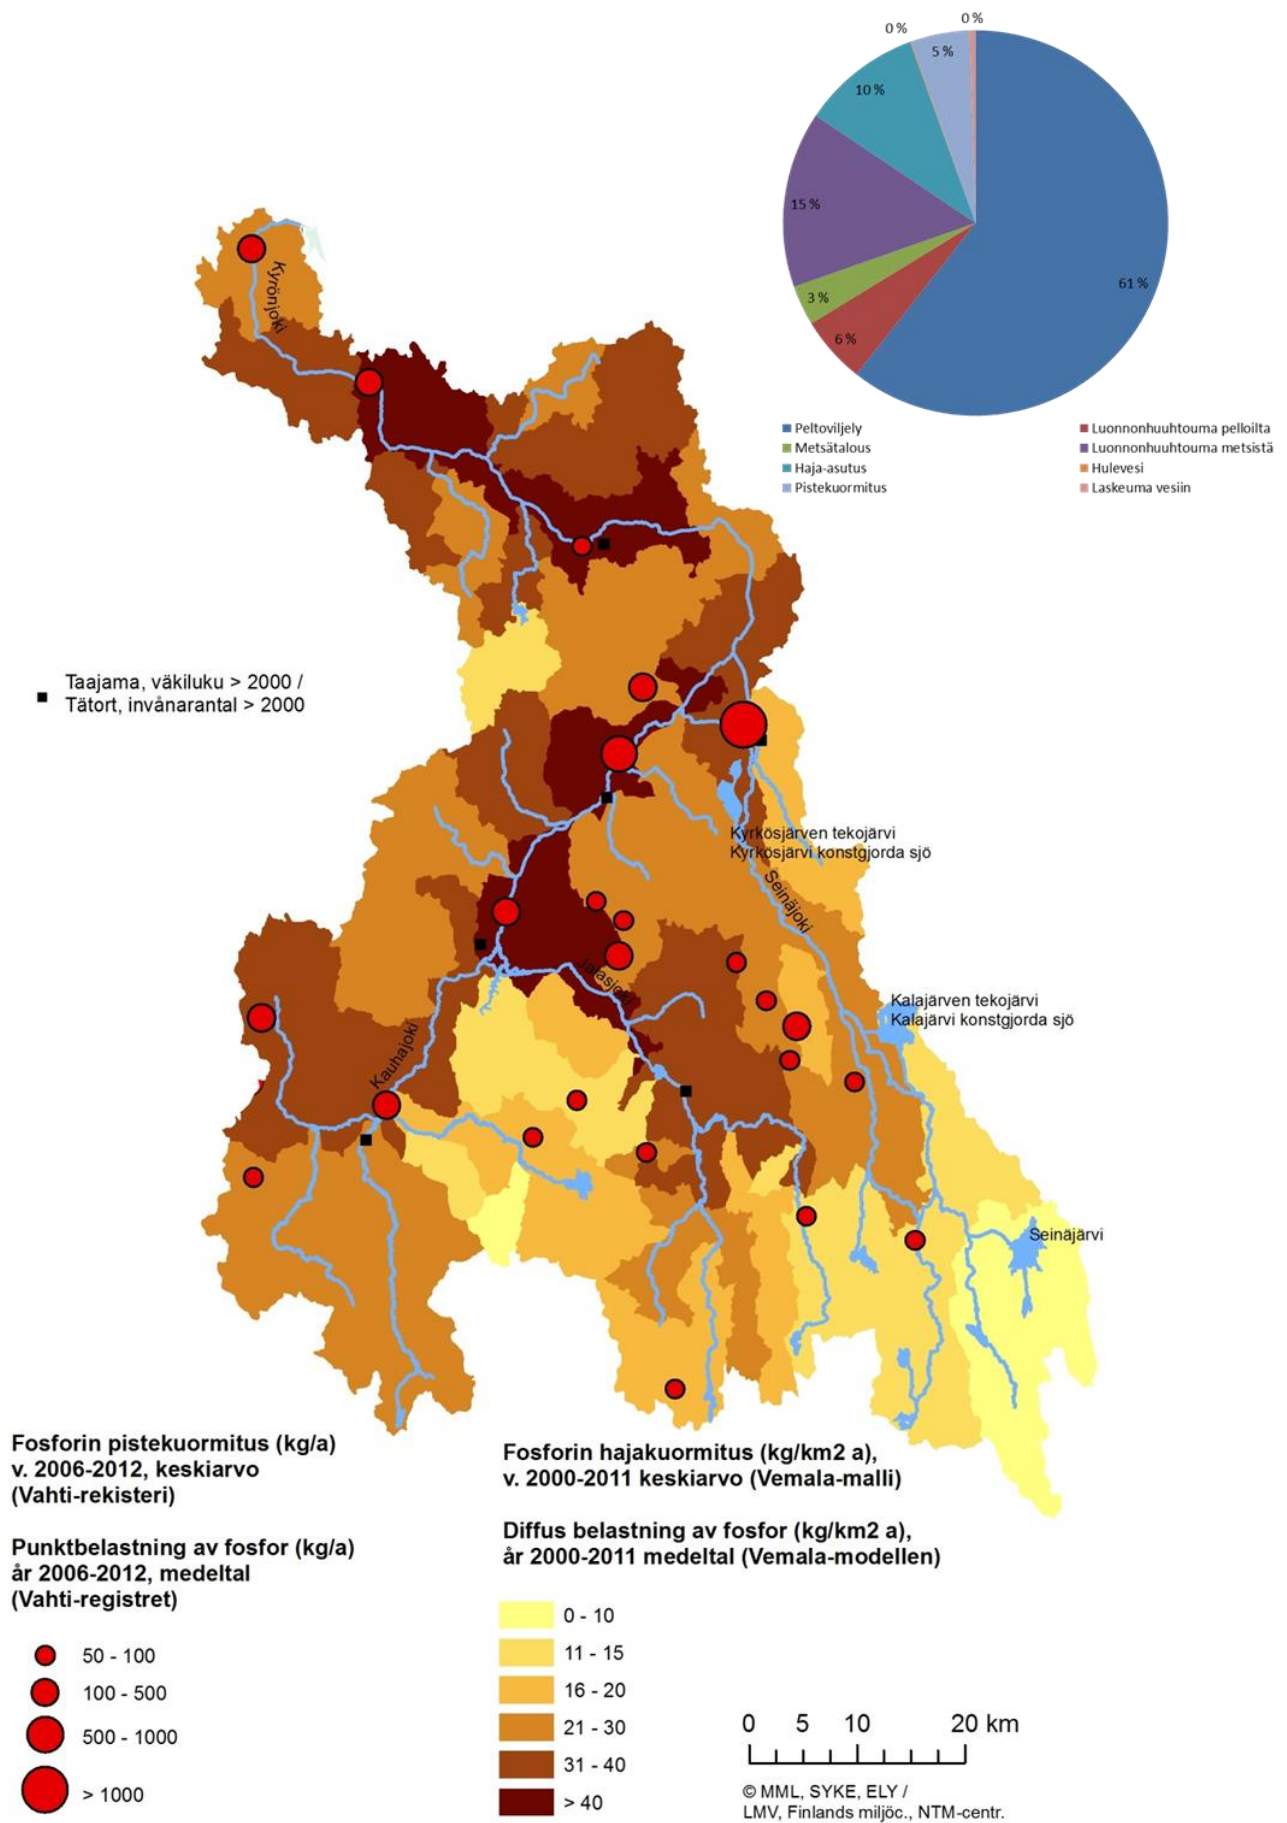 0 %
0 %
5 %
10 %
15 %
61 %
3 %
6 %
Peltoviljely
Luonnonhuuhtouma pelloilta
Metsätalous
Luonnonhuuhtouma metsistä
Haja-asutus
Hulevesi
Pistekuormitus
Laskeuma vesiin
Kyrönjoki
Taajama, väkiluku > 2000 /
Tätort, invånarantal > 2000
Kyrkösjärven tekojärvi
Kyrkösjärvi konstgjorda sjö
Seinäjoki
Jalasjoki
Kalajärven tekojärvi
Kalajärvi konstgjorda sjö
Kauhajoki
Seinäjärvi
Fosforin pistekuormitus (kg/a)
v. 2006-2012, keskiarvo
(Vahti-rekisteri)
Punktbelastning av fosfor (kg/a)
år 2006-2012, medeltal
(Vahti-registret)
50 - 100
100 - 500
500 - 1000
> 1000
Fosforin hajakuormitus (kg/km2 a),
v. 2000-2011 keskiarvo (Vemala-malli)
Diffus belastning av fosfor (kg/km2 a),
år 2000-2011 medeltal (Vemala-modellen)
0 - 10
11 - 15
16 - 20
21 - 30
31 - 40
> 40
0 5 10 20 km
© MML, SYKE, ELY /
LMV, Finlands miljöc., NTM-centr.